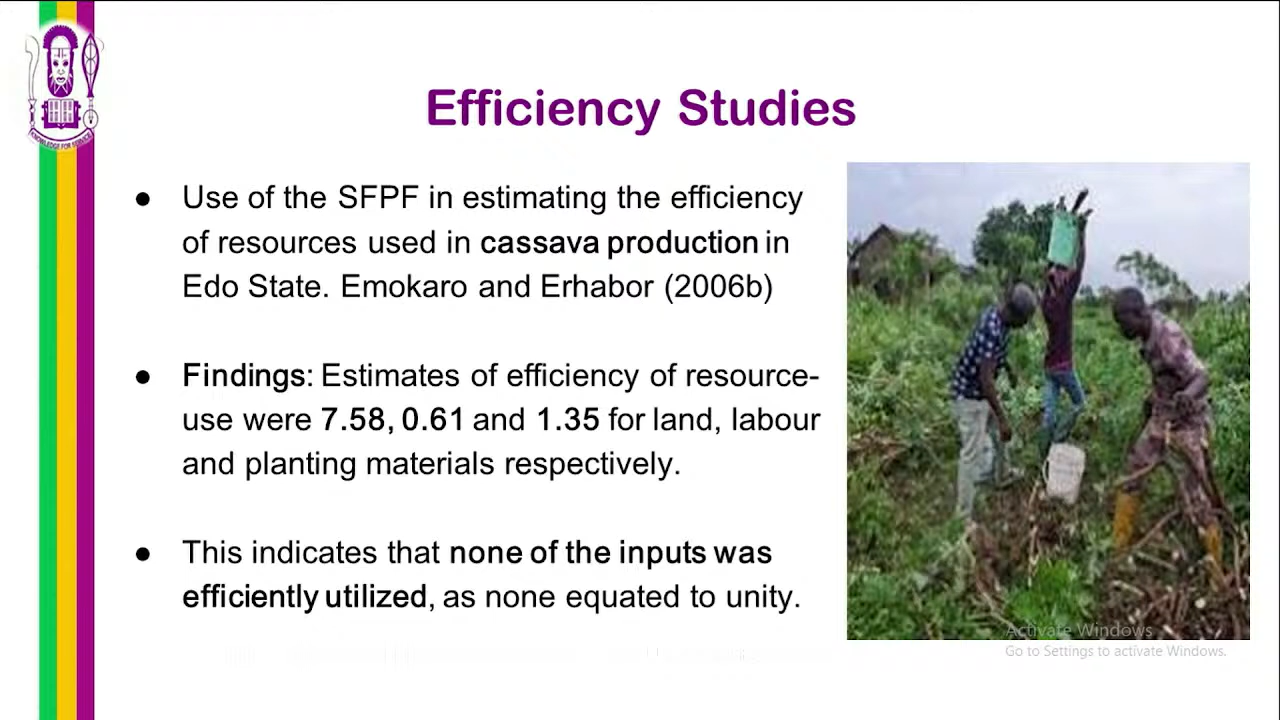 KNOWLEDGE FOR SERVICE
Efficiency Studies
● Use of the SFPF in estimating the efficiency
of resources used in cassava production in
Edo State. Emokaro and Erhabor (2006b)
● Findings: Estimates of efficiency of resource-
use were 7.58, 0.61 and 1.35 for land, labour
and planting materials respectively.
● This indicates that none of the inputs was
efficiently utilized, as none equated to unity.
Activate Windows
Go to Settings to activate Windows.